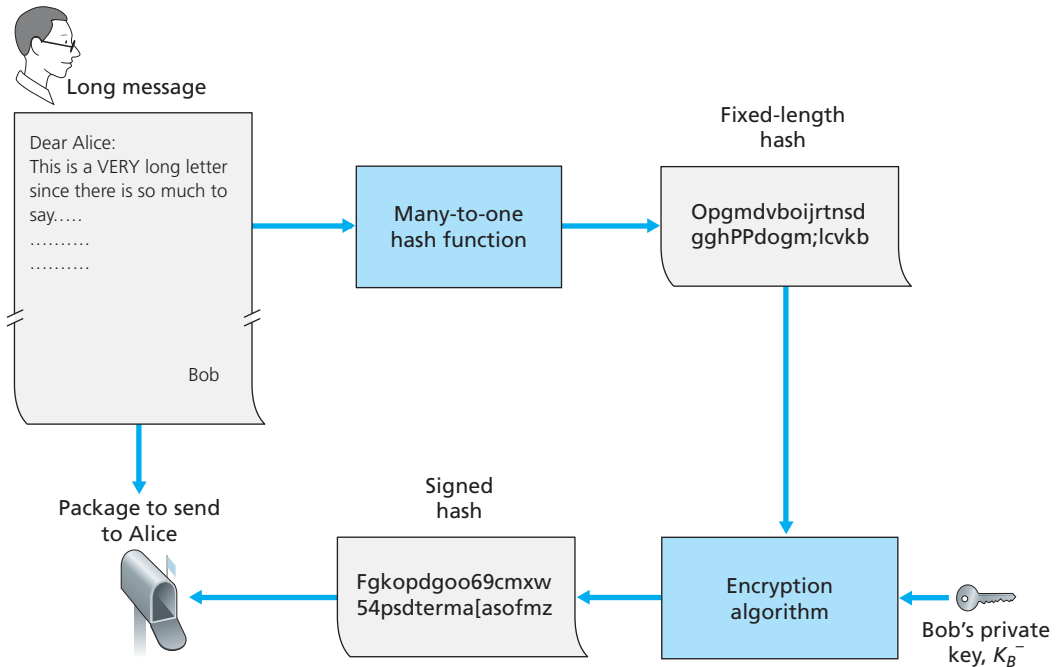 Long message
Dear Alice:
This is a VERY long letter
since there is so much to
say.....
..........
..........
Bob
Many-to-one
hash function
Fixed-length
hash
Opgmdvboijrtnsd
gghPPdogm;lcvkb
Package to send
to Alice
Signed
hash
Fgkopdgoo69cmxw
54psdterma[asofmz
Encryption
algorithm
Bob's private
key, K_B^-